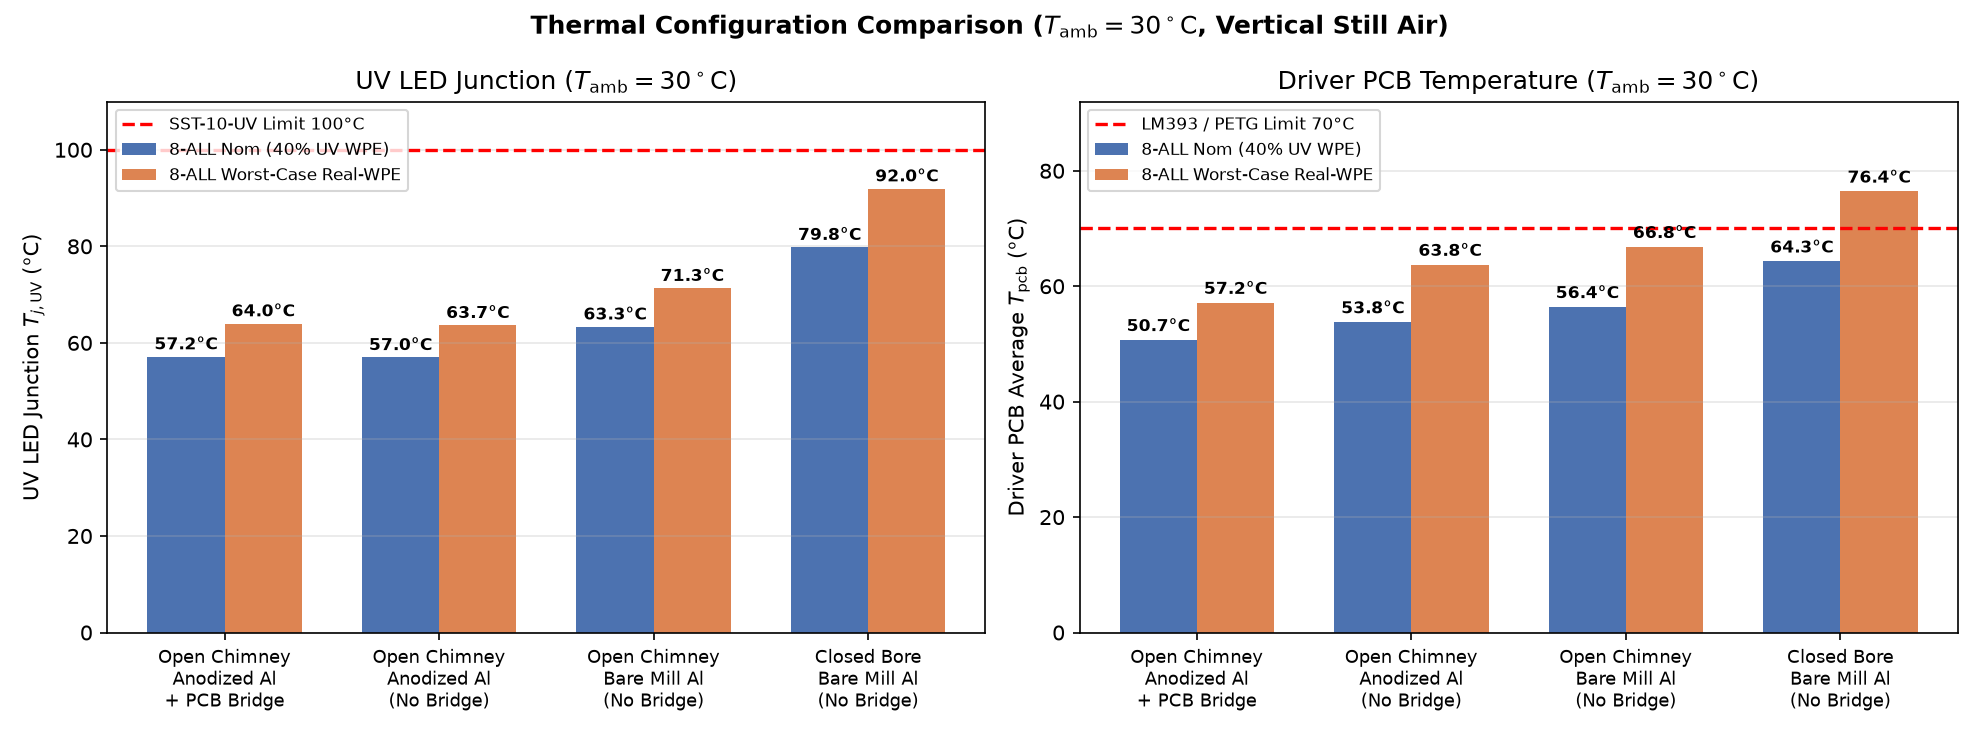 Thermal Configuration Comparison (T_amb = 30°C, Vertical Still Air)
UV LED Junction (T_amb = 30°C)
UV LED Junction T_j,UV (°C)
100
80
60
40
20
0
SST-10-UV Limit 100°C
8-ALL Nom (40% UV WPE)
8-ALL Worst-Case Real-WPE
57.2°C
64.0°C
57.0°C
63.7°C
63.3°C
71.3°C
79.8°C
92.0°C
Open Chimney
Anodized Al
+ PCB Bridge
Open Chimney
Anodized Al
(No Bridge)
Open Chimney
Bare Mill Al
(No Bridge)
Closed Bore
Bare Mill Al
(No Bridge)
Driver PCB Temperature (T_amb = 30°C)
Driver PCB Average T_pcb (°C)
80
60
40
20
0
LM393 / PETG Limit 70°C
8-ALL Nom (40% UV WPE)
8-ALL Worst-Case Real-WPE
50.7°C
57.2°C
53.8°C
63.8°C
56.4°C
66.8°C
64.3°C
76.4°C
Open Chimney
Anodized Al
+ PCB Bridge
Open Chimney
Anodized Al
(No Bridge)
Open Chimney
Bare Mill Al
(No Bridge)
Closed Bore
Bare Mill Al
(No Bridge)